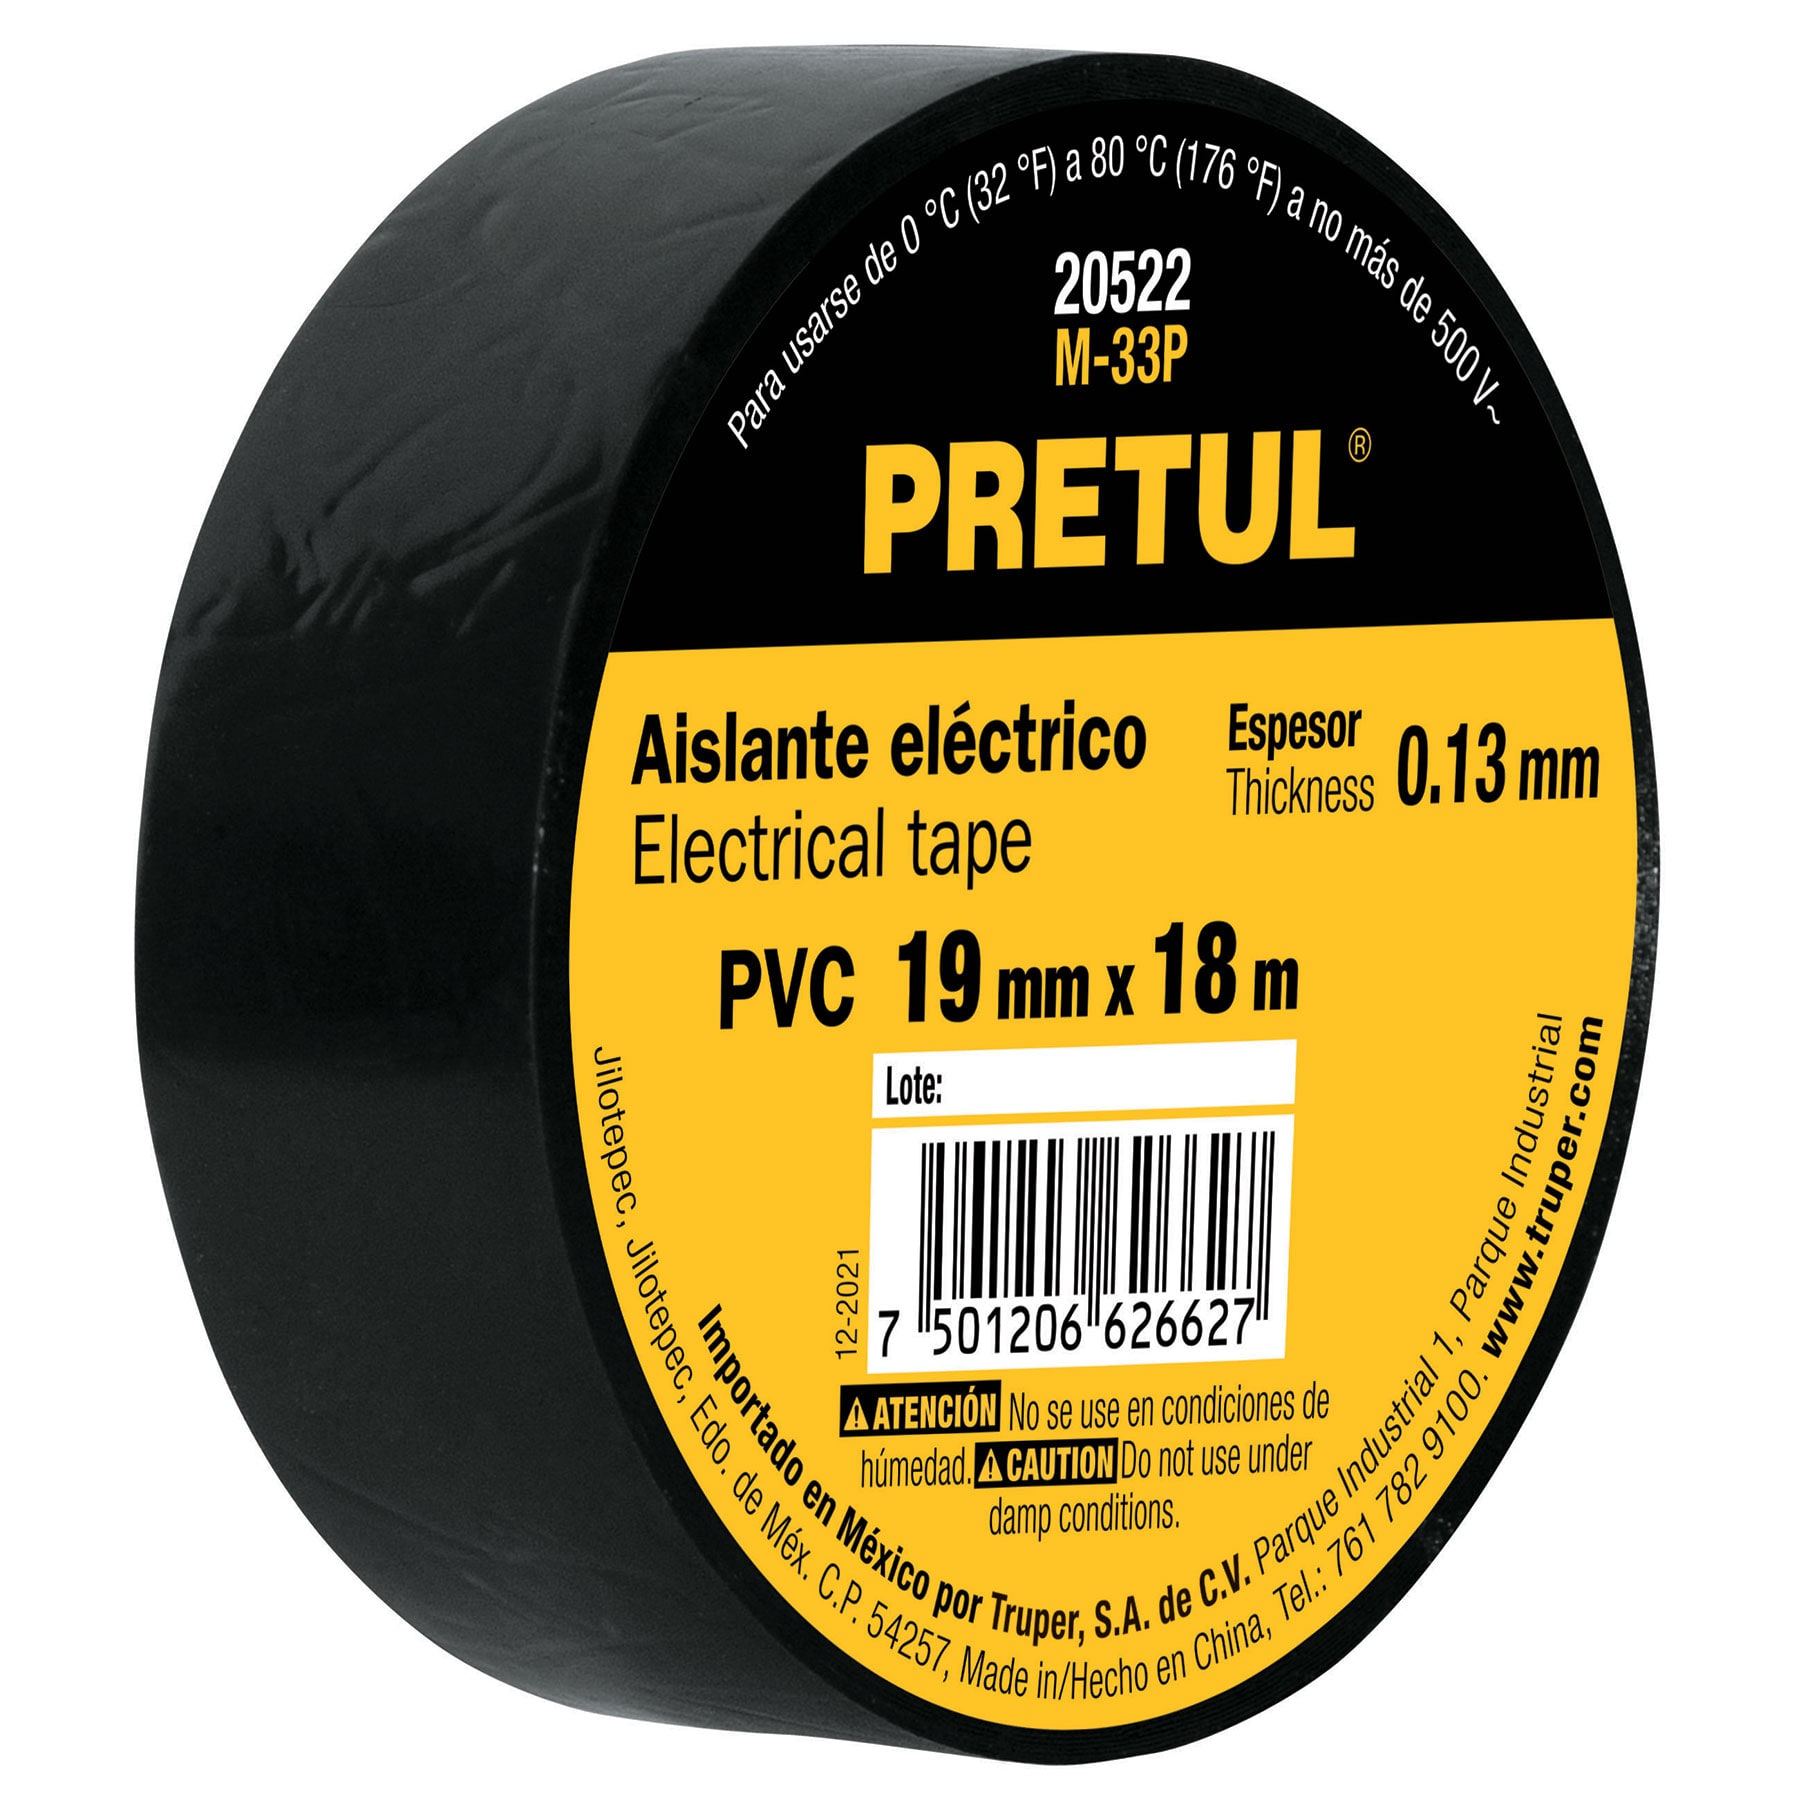 Para usarse de 0 °C (32 °F) a 80 °C (176 °F) a no más de 500 V~
20522
M-33P
PRETUL®
Aislante eléctrico
Electrical tape
Espesor
Thickness
0.13 mm
PVC 19 mm x 18 m
Lote:
12-2021
7 501206 626627
ATENCIÓN No se use en condiciones de
húmedad. CAUTION Do not use under
damp conditions.
Importado en México por Truper, S.A. de C.V. Parque Industrial 1, Parque Industrial
Jilotepec, Jilotepec, Edo. de Méx. C.P. 54257, Made in/Hecho en China, Tel.: 761 782 9100. www.truper.com